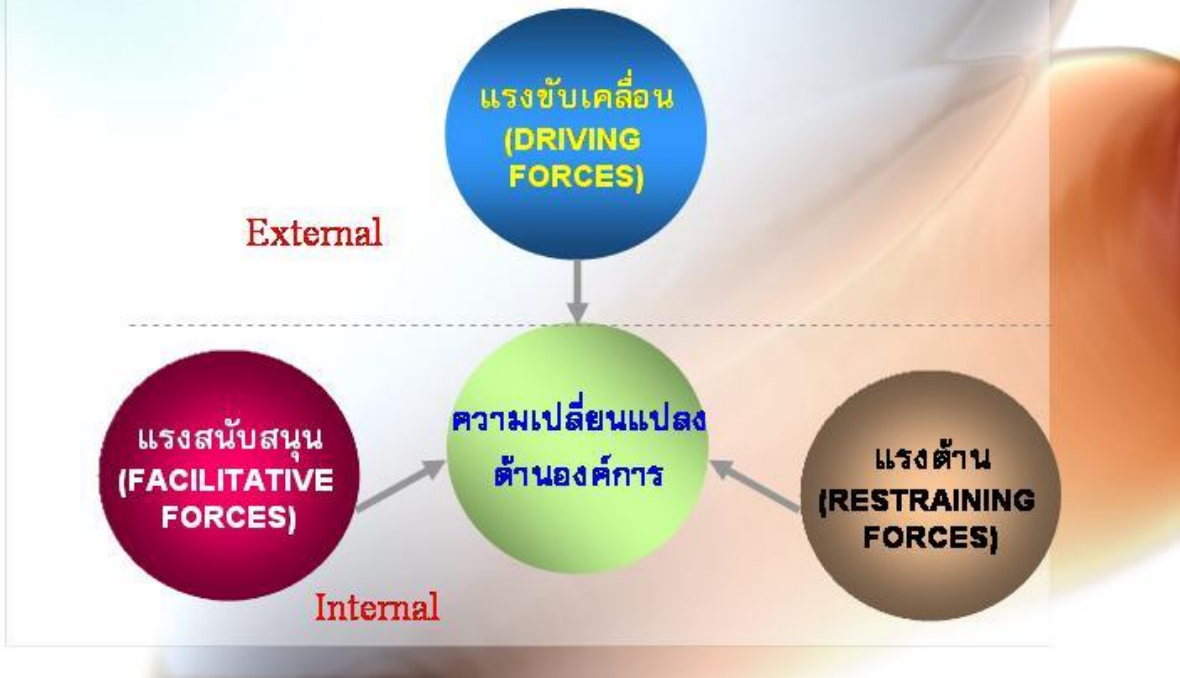 แรงขับเคลื่อน
(DRIVING
FORCES)
External
ความเปลี่ยนแปลง
ด้านองค์การ
แรงสนับสนุน
(FACILITATIVE
FORCES)
แรงต้าน
(RESTRAINING
FORCES)
Internal